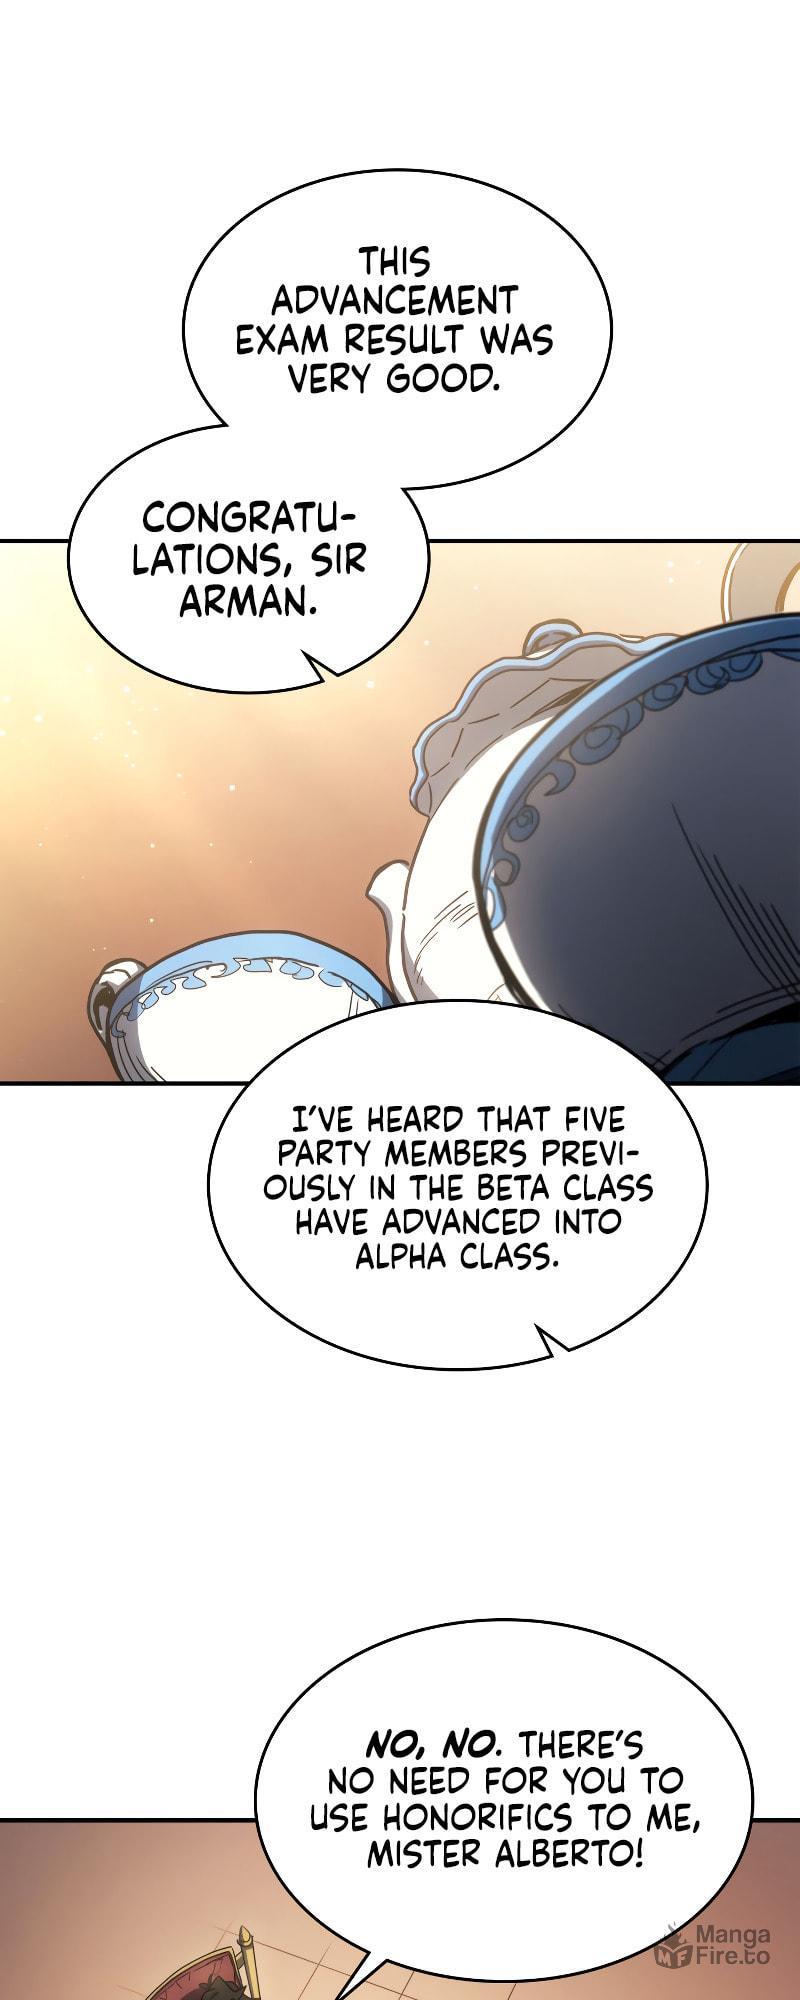 THIS
ADVANCEMENT
EXAM RESULT WAS
VERY GOOD.
CONGRATU-
LATIONS, SIR
ARMAN.
I'VE HEARD THAT FIVE
PARTY MEMBERS PREVI-
OUSLY IN THE BETA CLASS
HAVE ADVANCED INTO
ALPHA CLASS.
NO, NO. THERE'S
NO NEED FOR YOU TO
USE HONORIFICS TO ME,
MISTER ALBERTO!
Manga
MF Fire.to